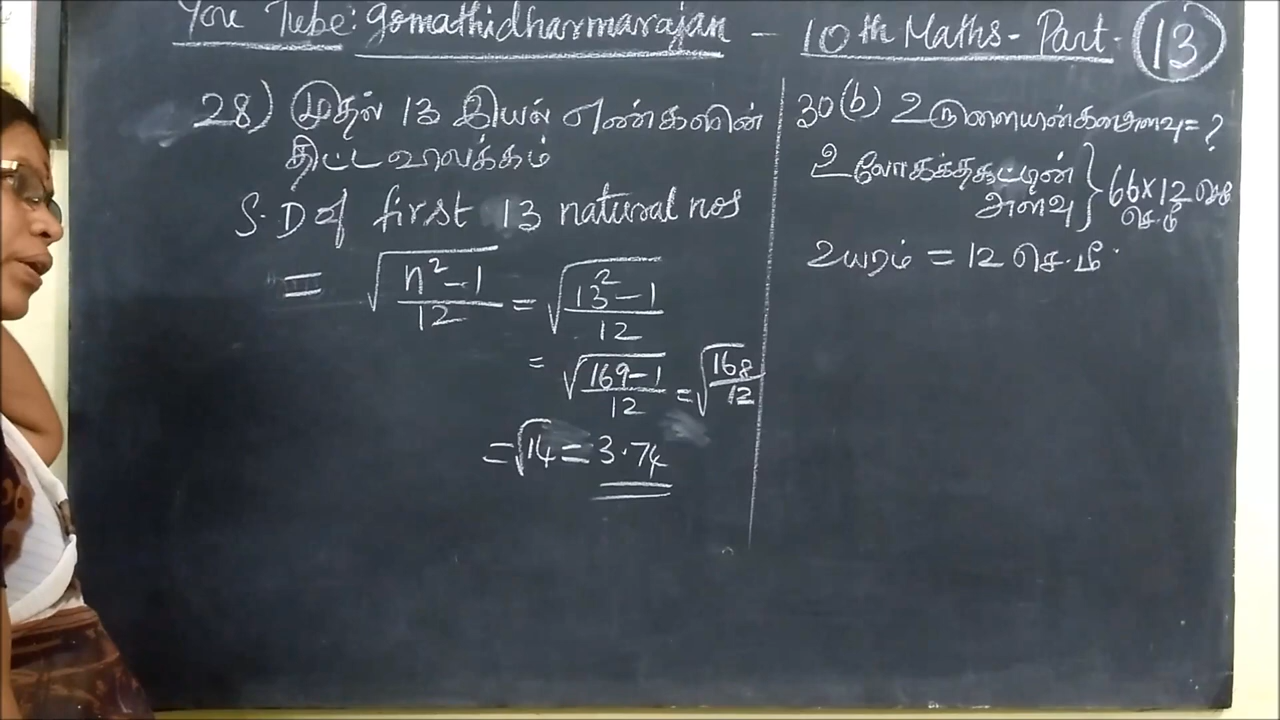 You Tube: gomathidharmarajan - 10th Maths - Part - 13
28) முதல் 13 இயல் எண்களின்
திட்ட விலக்கம்
S.D of first 13 natural nos
= √(n² - 1)/12 = √(13² - 1)/12
= √(169 - 1)/12 = √168/12
= √14 = 3.74
30 (b) உருளையின் கனஅளவு = ?
உலோகத்தகட்டின்
அளவு } 66 × 12 செமீ
செ.மீ
உயரம் = 12 செ.மீ.